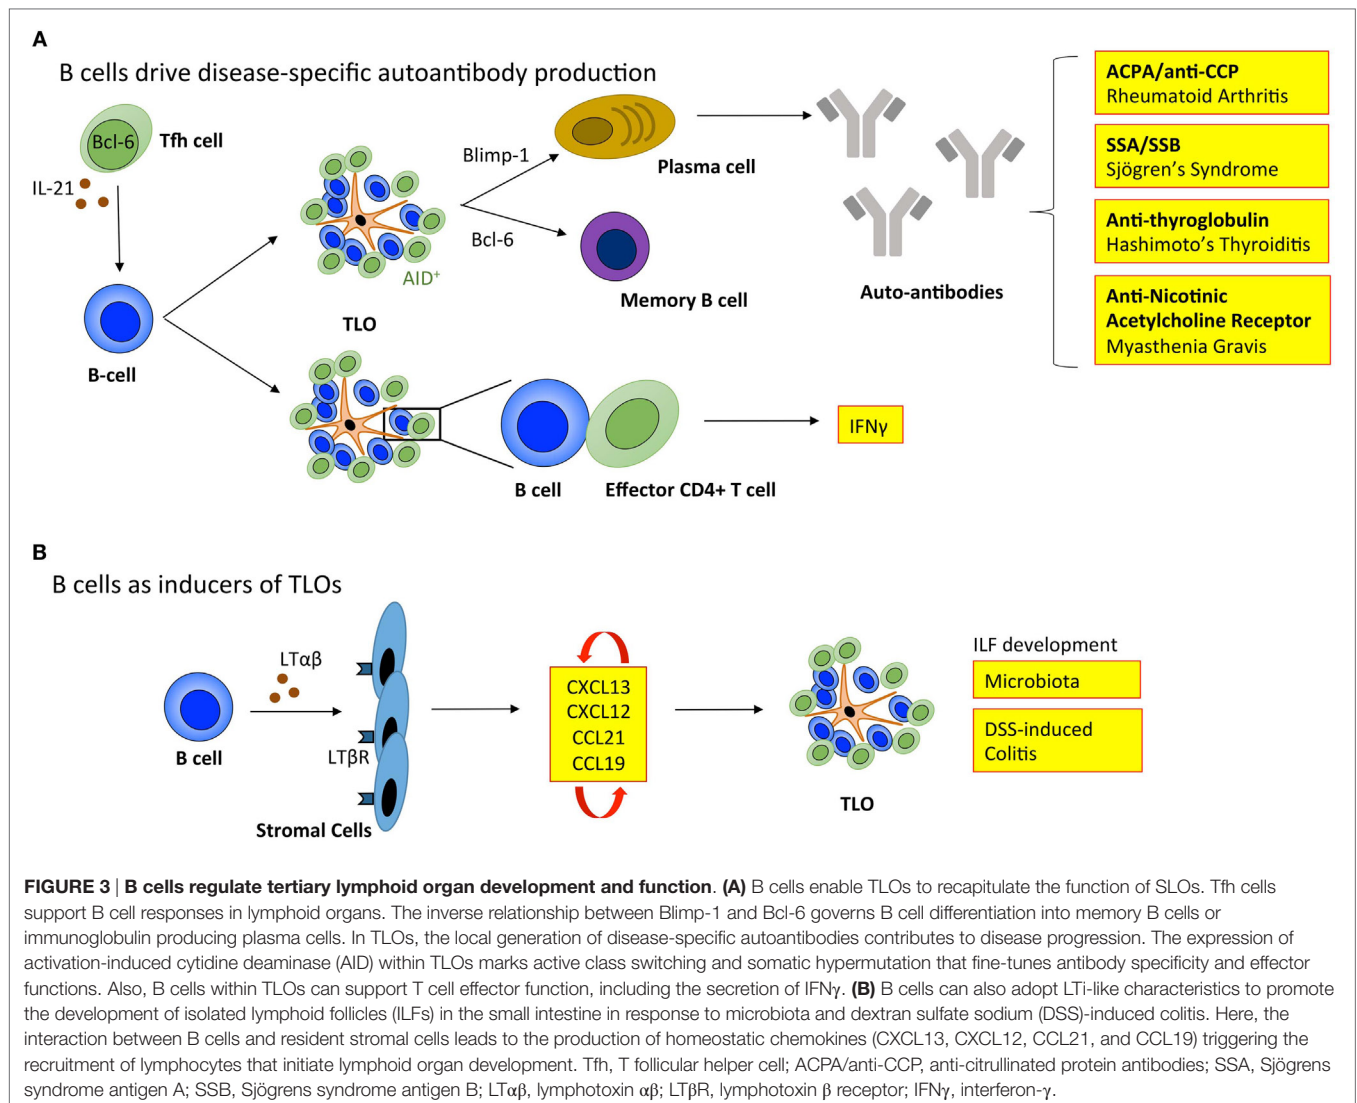 A
B cells drive disease-specific autoantibody production
Bcl-6
Tfh cell
IL-21
B-cell
AID⁺
TLO
Blimp-1
Bcl-6
Plasma cell
Memory B cell
Auto-antibodies
ACPA/anti-CCP
Rheumatoid Arthritis
SSA/SSB
Sjögren's Syndrome
Anti-thyroglobulin
Hashimoto's Thyroiditis
Anti-Nicotinic
Acetylcholine Receptor
Myasthenia Gravis
B cell
Effector CD4+ T cell
IFNγ
B
B cells as inducers of TLOs
B cell
LTαβ
LTβR
Stromal Cells
CXCL13
CXCL12
CCL21
CCL19
TLO
ILF development
Microbiota
DSS-induced
Colitis
FIGURE 3 | B cells regulate tertiary lymphoid organ development and function. (A) B cells enable TLOs to recapitulate the function of SLOs. Tfh cells
support B cell responses in lymphoid organs. The inverse relationship between Blimp-1 and Bcl-6 governs B cell differentiation into memory B cells or
immunoglobulin producing plasma cells. In TLOs, the local generation of disease-specific autoantibodies contributes to disease progression. The expression of
activation-induced cytidine deaminase (AID) within TLOs marks active class switching and somatic hypermutation that fine-tunes antibody specificity and effector
functions. Also, B cells within TLOs can support T cell effector function, including the secretion of IFNγ. (B) B cells can also adopt LTi-like characteristics to promote
the development of isolated lymphoid follicles (ILFs) in the small intestine in response to microbiota and dextran sulfate sodium (DSS)-induced colitis. Here, the
interaction between B cells and resident stromal cells leads to the production of homeostatic chemokines (CXCL13, CXCL12, CCL21, and CCL19) triggering the
recruitment of lymphocytes that initiate lymphoid organ development. Tfh, T follicular helper cell; ACPA/anti-CCP, anti-citrullinated protein antibodies; SSA, Sjögrens
syndrome antigen A; SSB, Sjögrens syndrome antigen B; LTαβ, lymphotoxin αβ; LTβR, lymphotoxin β receptor; IFNγ, interferon-γ.